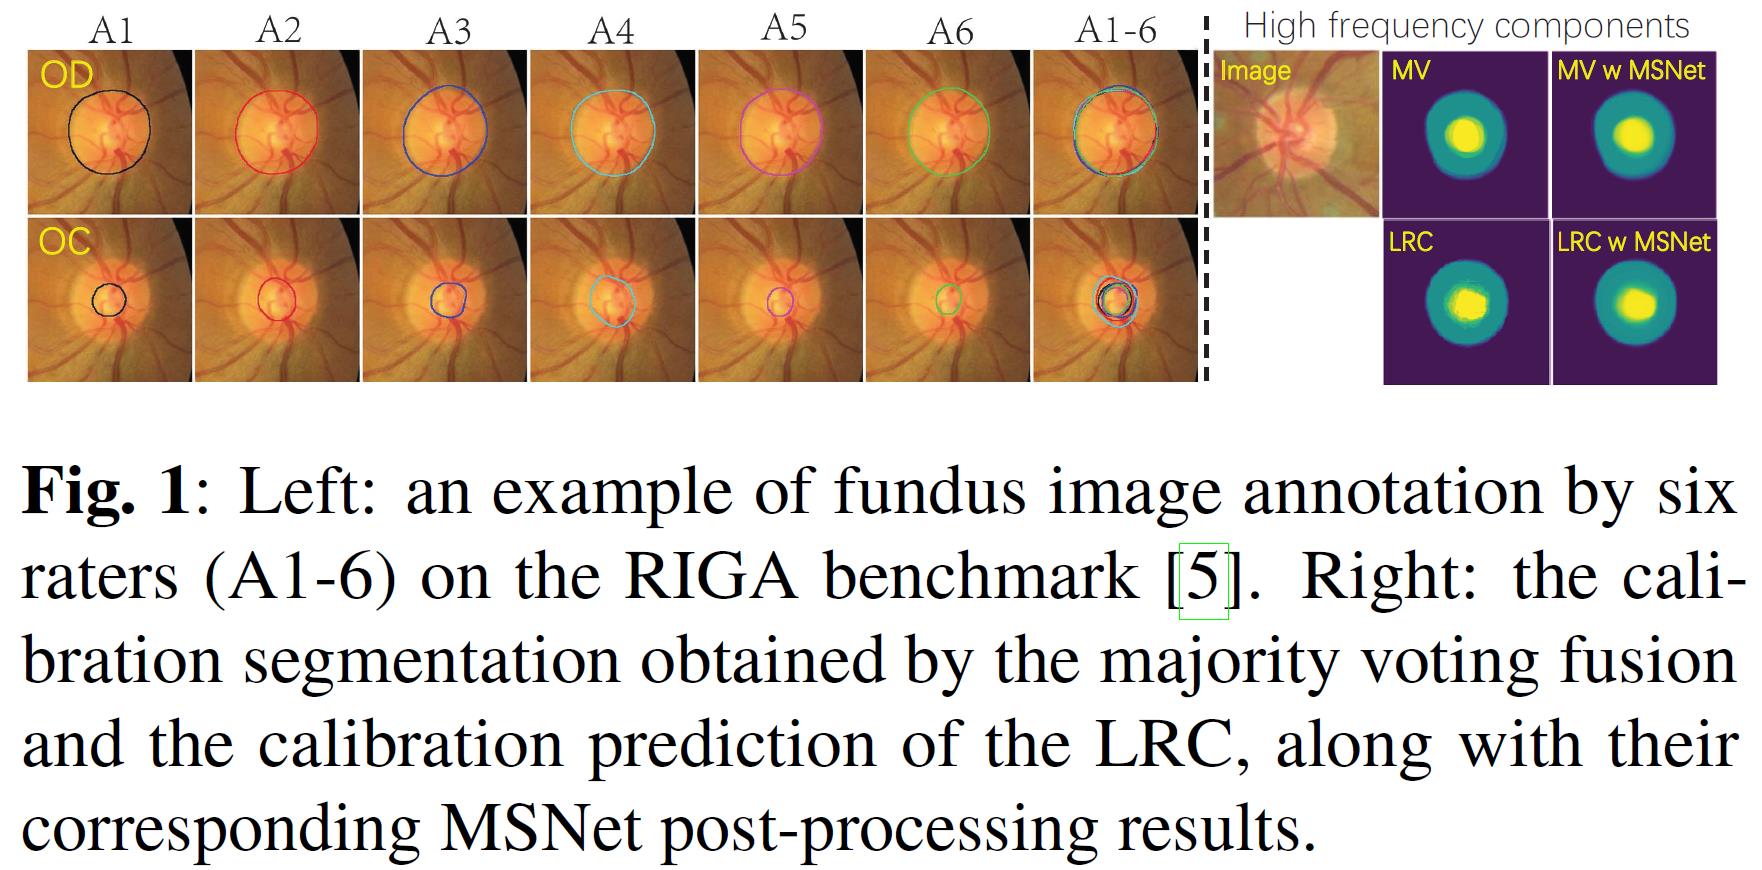 A1 A2 A3 A4 A5 A6 A1-6 High frequency components
OD Image MV MV w MSNet
OC LRC LRC w MSNet
Fig. 1: Left: an example of fundus image annotation by six
raters (A1-6) on the RIGA benchmark [5]. Right: the cali-
bration segmentation obtained by the majority voting fusion
and the calibration prediction of the LRC, along with their
corresponding MSNet post-processing results.